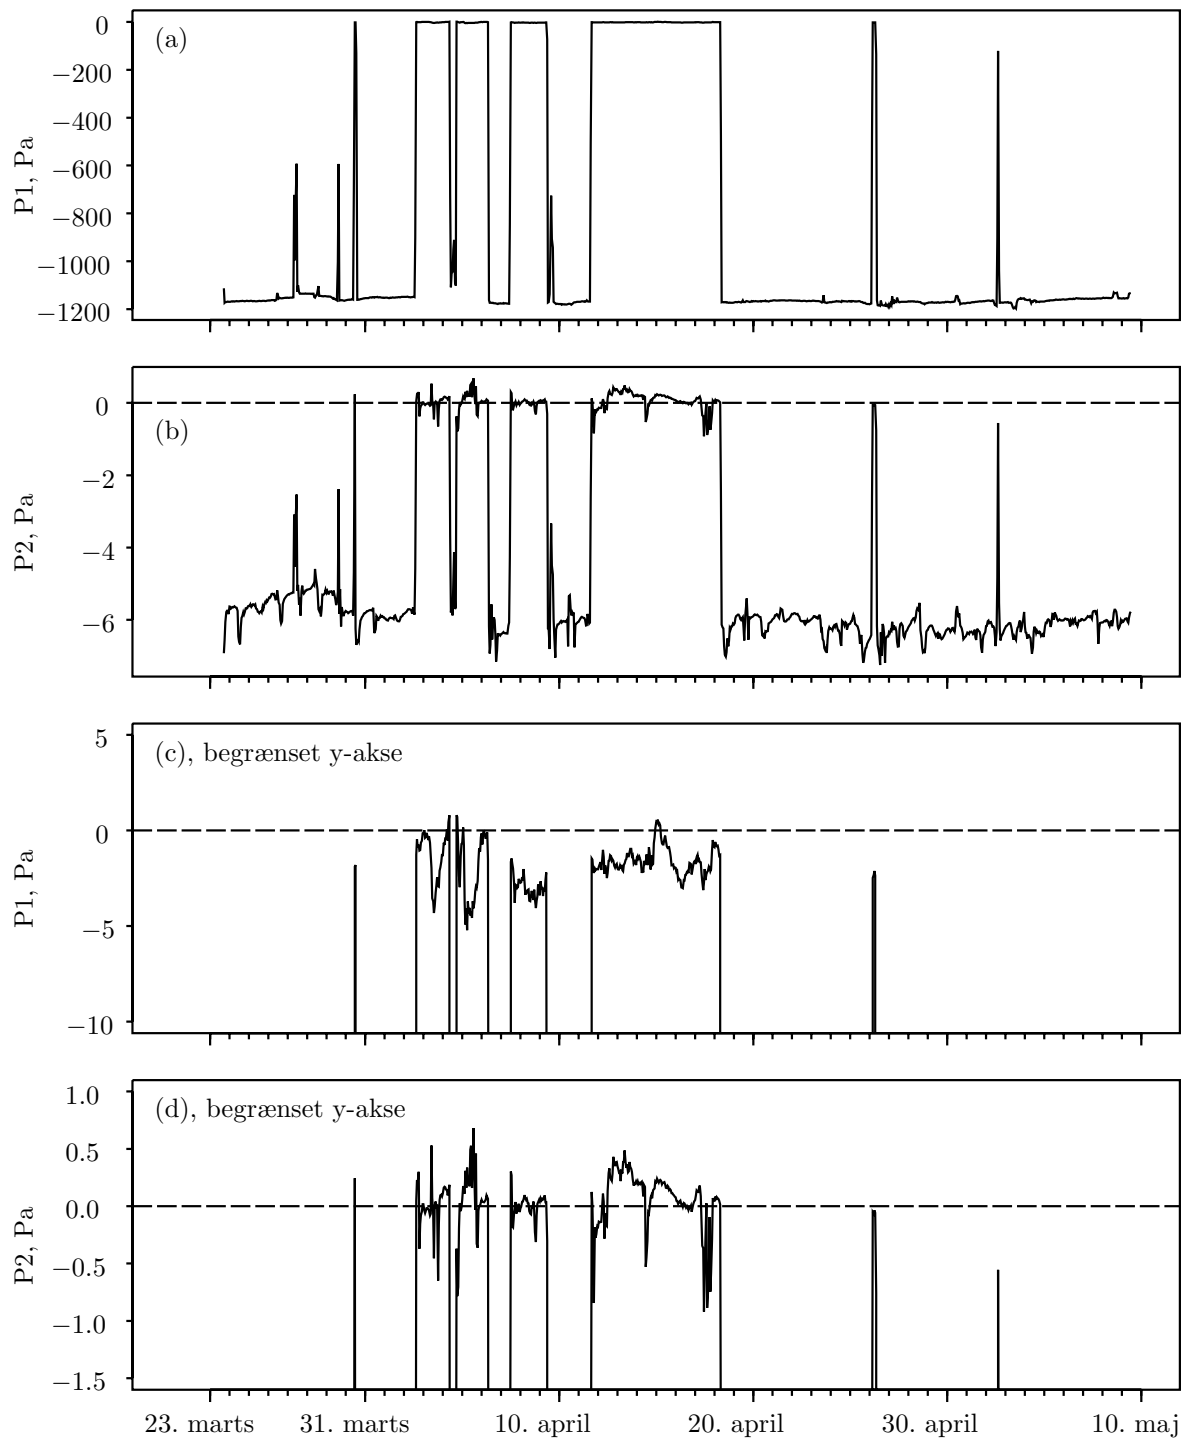 (a)
0
−200
−400
−600
−800
−1000
−1200
P1, Pa
(b)
0
−2
−4
−6
P2, Pa
(c), begrænset y-akse
5
0
−5
−10
P1, Pa
(d), begrænset y-akse
1.0
0.5
0.0
−0.5
−1.0
−1.5
P2, Pa
23. marts 31. marts 10. april 20. april 30. april 10. maj